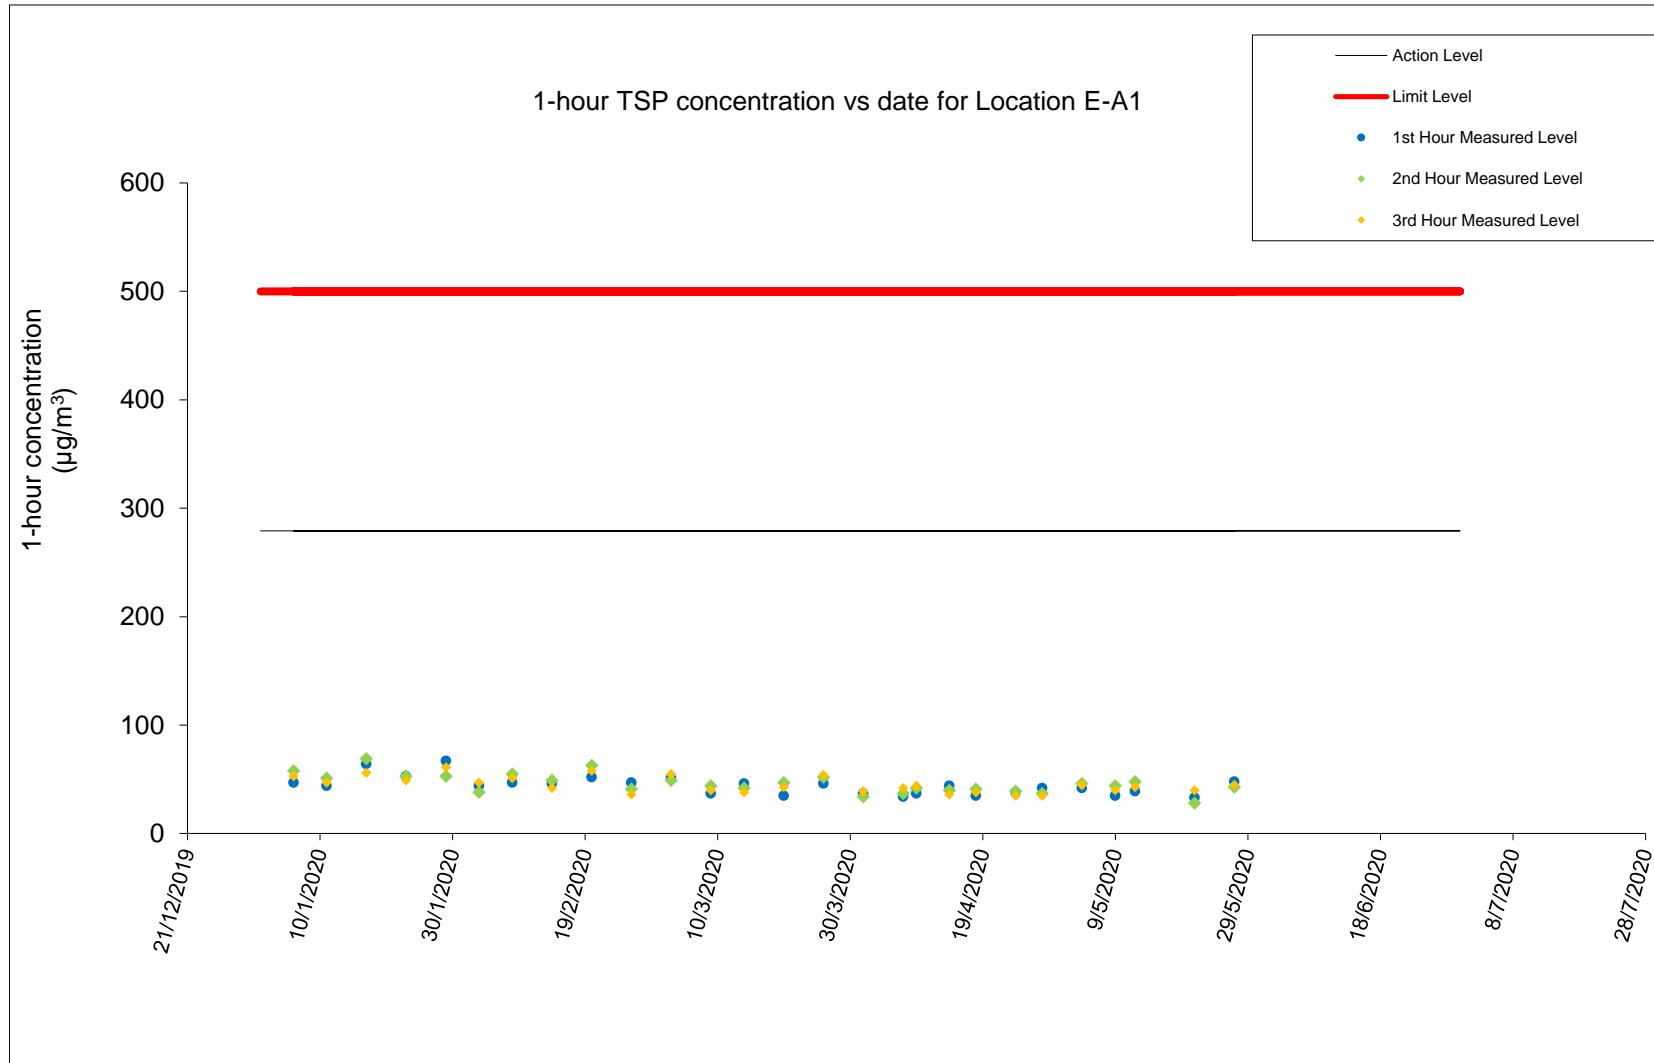 Action Level
Limit Level
1st Hour Measured Level
2nd Hour Measured Level
3rd Hour Measured Level
1-hour TSP concentration vs date for Location E-A1
1-hour concentration
(µg/m³)
600
500
400
300
200
100
0
21/12/2019
10/1/2020
30/1/2020
19/2/2020
10/3/2020
30/3/2020
19/4/2020
9/5/2020
29/5/2020
18/6/2020
8/7/2020
28/7/2020